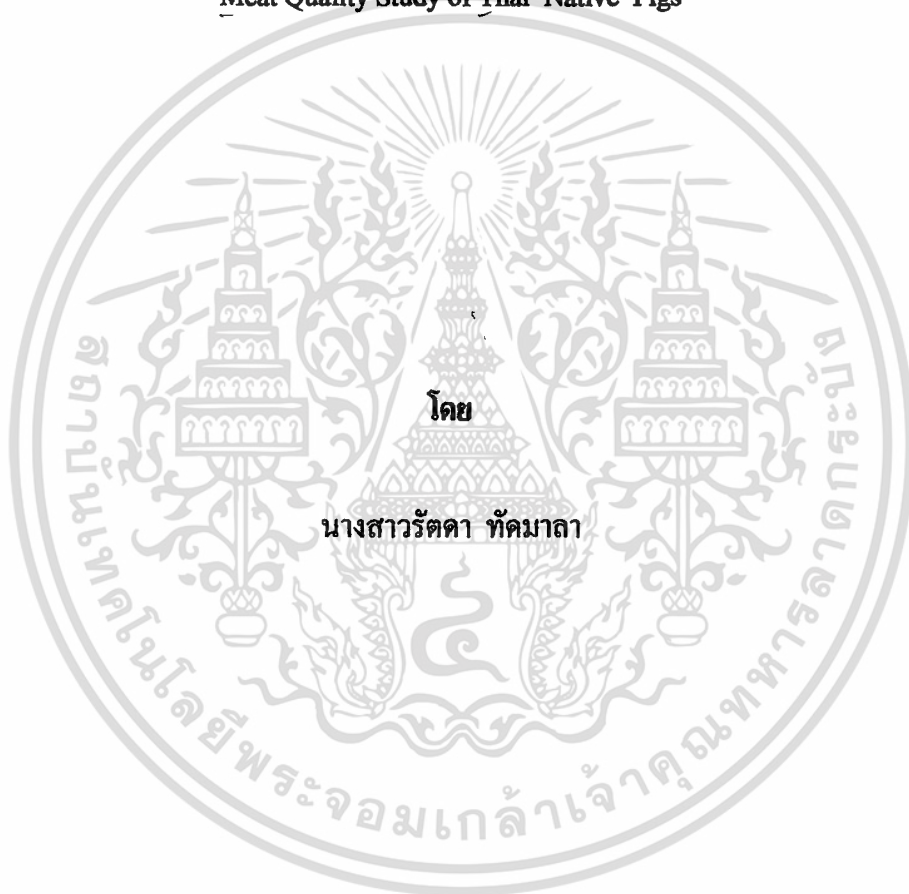 Meat Quality Study of Thai Native Pigs
โดย
นางสาวรัตดา ทัดมาลา
สถาบันเทคโนโลยีพระจอมเกล้าเจ้าคุณทหารลาดกระบัง